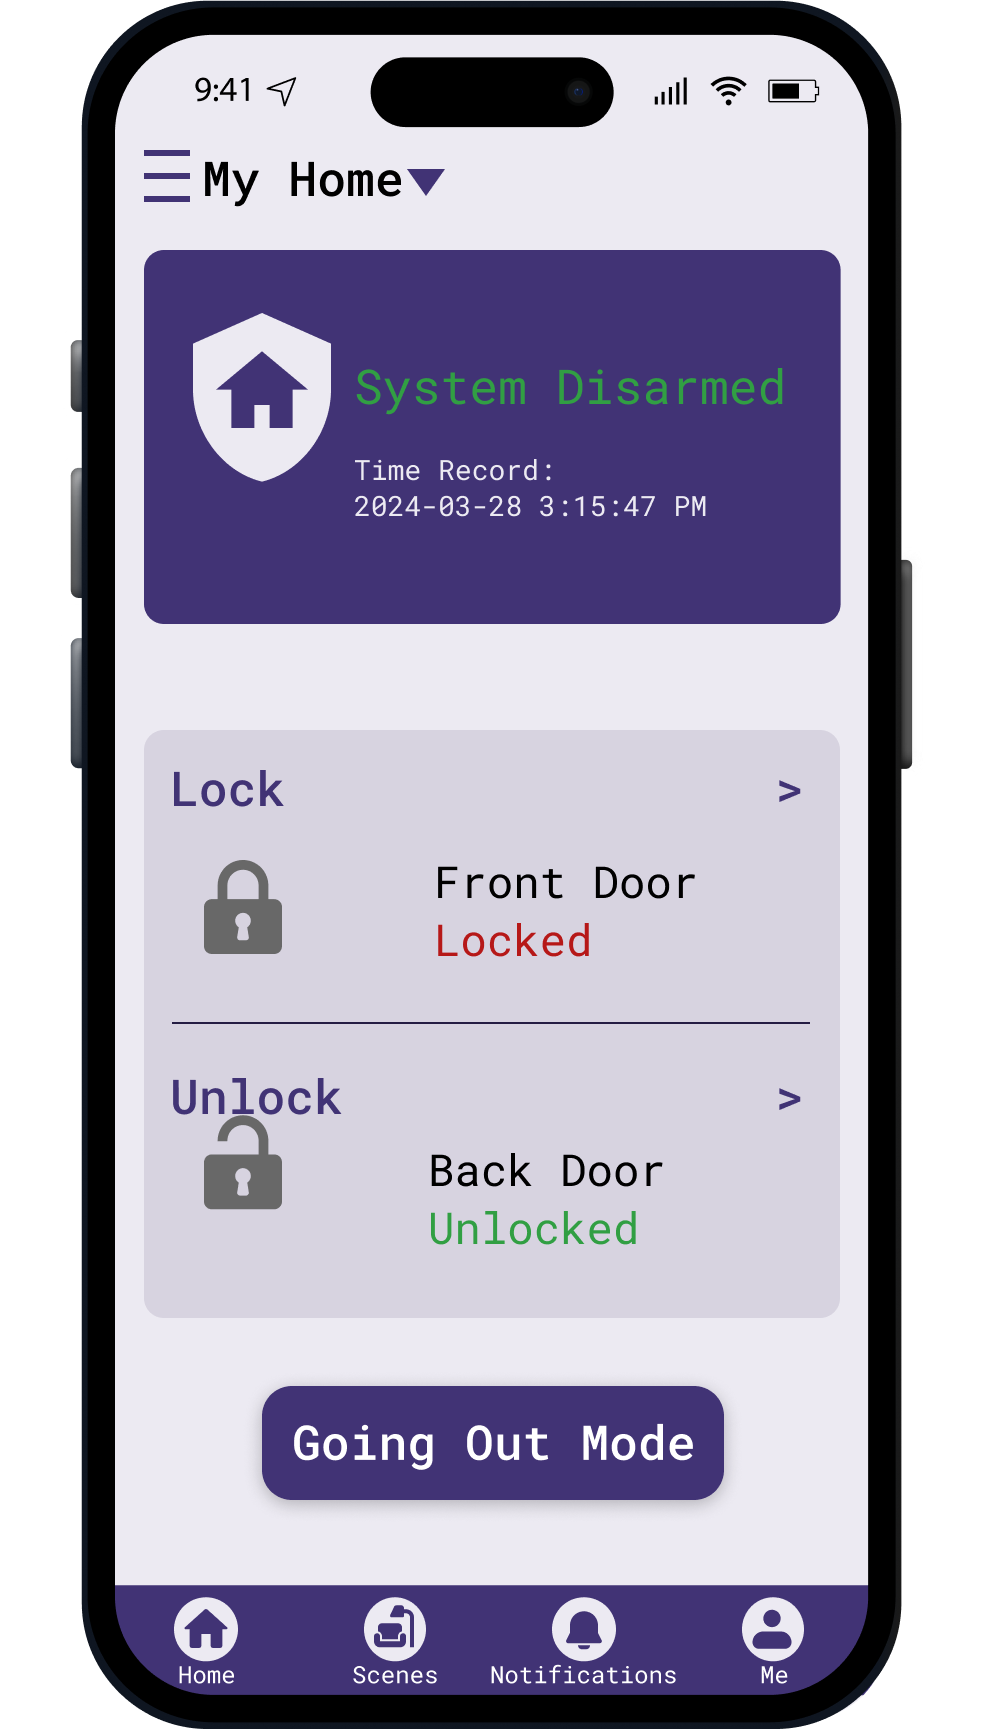 9:41
My Home
System Disarmed
Time Record:
2024-03-28 3:15:47 PM
Lock >
Front Door
Locked
Unlock >
Back Door
Unlocked
Going Out Mode
Home Scenes Notifications Me